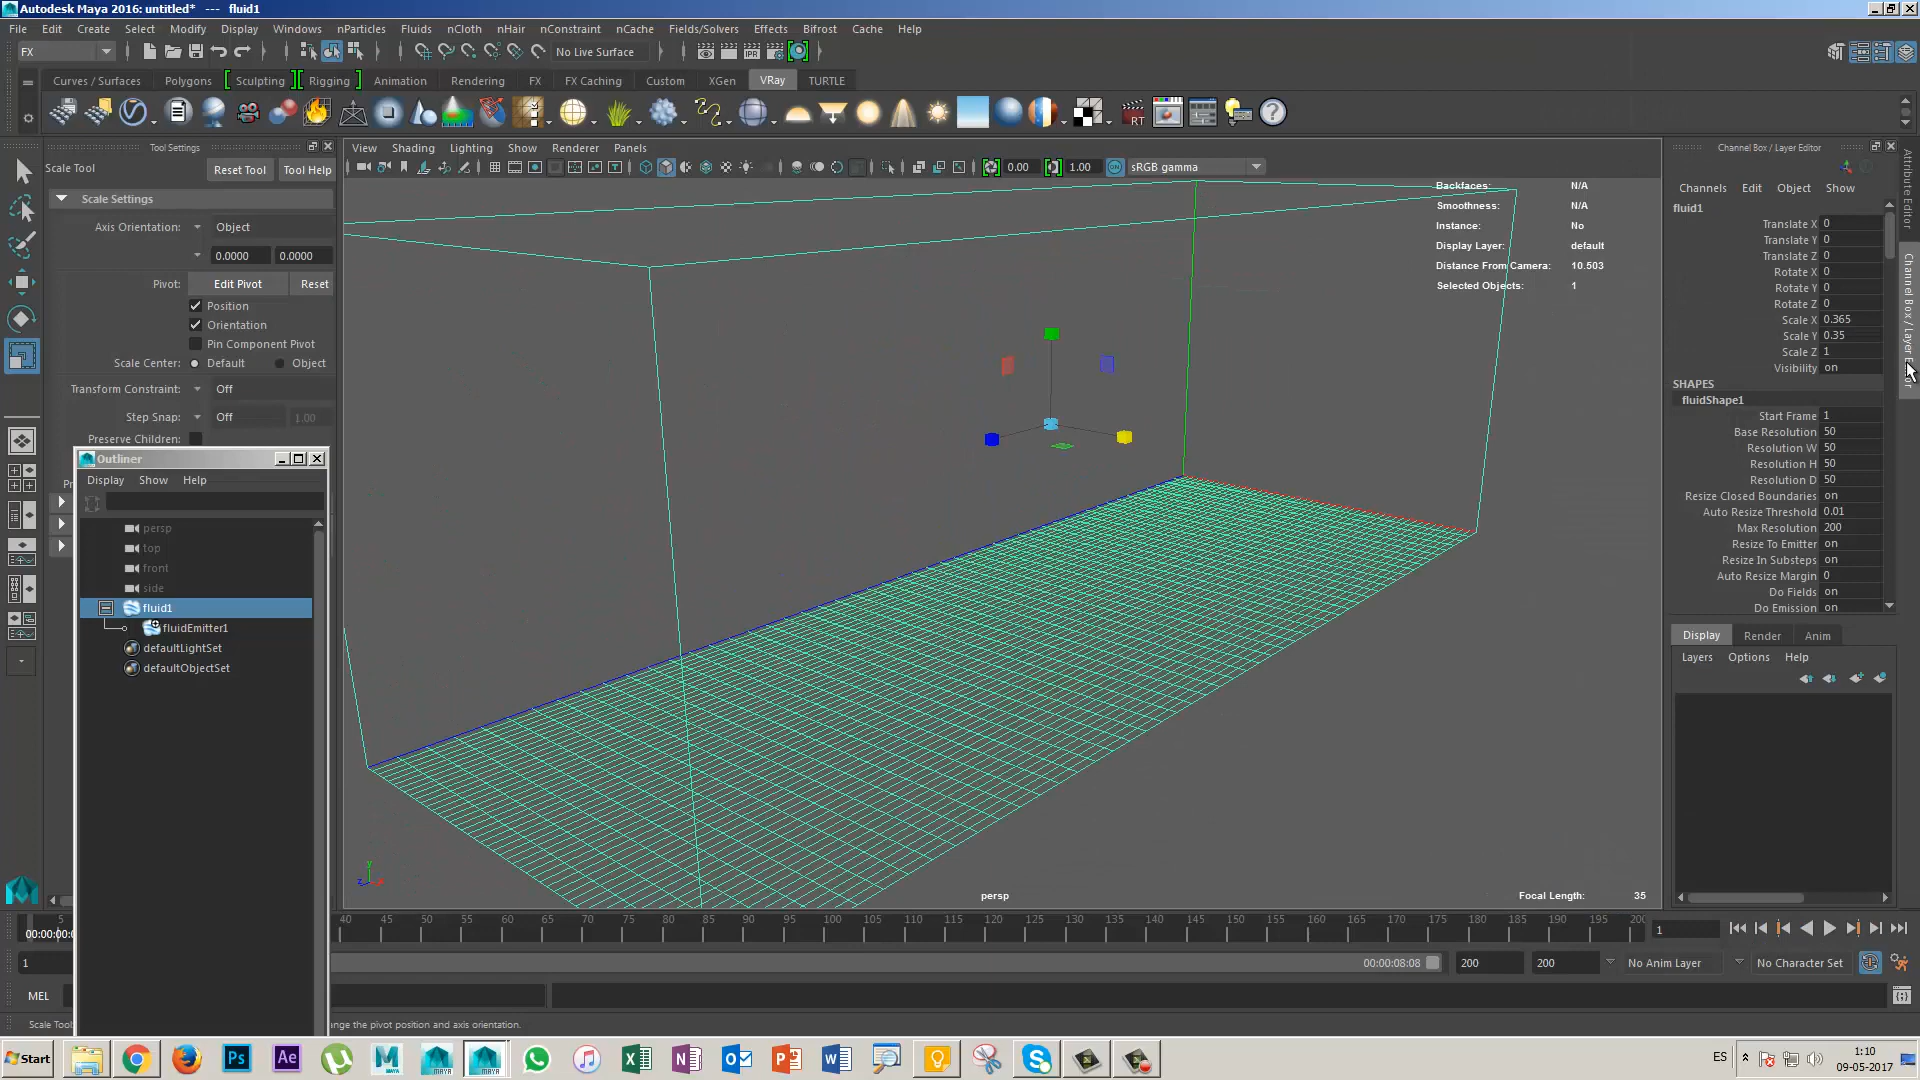 Autodesk Maya 2016: untitled*   ---   fluid1
File Edit Create Select Modify Display Windows nParticles Fluids nCloth nHair nConstraint nCache Fields/Solvers Effects Bifrost Cache Help
FX No Live Surface
Curves / Surfaces Polygons Sculpting Rigging Animation Rendering FX FX Caching Custom XGen VRay TURTLE
RT
Tool Settings
Scale Tool Reset Tool Tool Help
Scale Settings
Axis Orientation: Object
0.0000 0.0000
Pivot: Edit Pivot Reset
Position
Orientation
Pin Component Pivot
Scale Center: Default Object
Transform Constraint: Off
Step Snap: Off 1.00
Preserve Children:
Outliner
Display Show Help
persp
top
front
side
fluid1
fluidEmitter1
defaultLightSet
defaultObjectSet
View Shading Lighting Show Renderer Panels
0.00 1.00 sRGB gamma
Backfaces: N/A
Smoothness: N/A
Instance: No
Display Layer: default
Distance From Camera: 10.503
Selected Objects: 1
persp
Focal Length: 35
Channel Box / Layer Editor
Channels Edit Object Show
fluid1
Translate X 0
Translate Y 0
Translate Z 0
Rotate X 0
Rotate Y 0
Rotate Z 0
Scale X 0.365
Scale Y 0.35
Scale Z 1
Visibility on
SHAPES
fluidShape1
Start Frame 1
Base Resolution 50
Resolution W 50
Resolution H 50
Resolution D 50
Resize Closed Boundaries on
Auto Resize Threshold 0.01
Max Resolution 200
Resize To Emitter on
Resize In Substeps on
Auto Resize Margin 0
Do Fields on
Do Emission on
Display Render Anim
Layers Options Help
Attribute Editor
Channel Box / Layer Editor
5 40 45 50 55 60 65 70 75 80 85 90 95 100 105 110 115 120 125 130 135 140 145 150 155 160 165 170 175 180 185 190 195 200
00:00:00:0 1
1 00:00:08:08 200 200 No Anim Layer No Character Set
MEL
Scale Tool ange the pivot position and axis orientation.
Start ES 1:10
09-05-2017